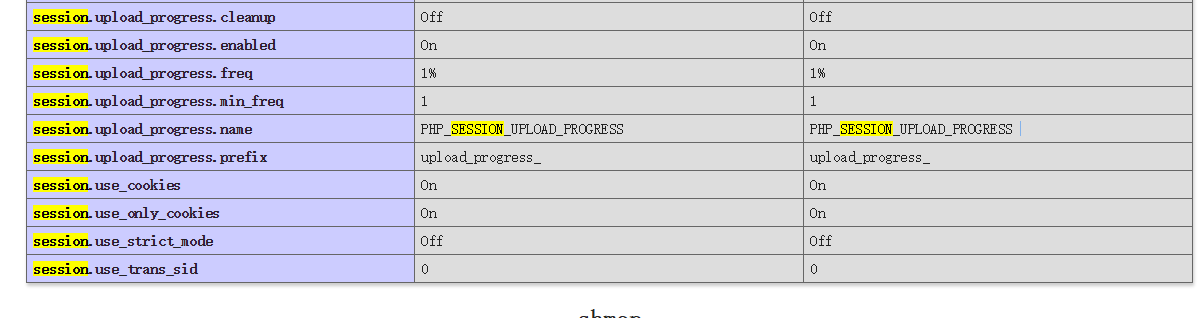 session.upload_progress.cleanup Off Off
session.upload_progress.enabled On On
session.upload_progress.freq 1% 1%
session.upload_progress.min_freq 1 1
session.upload_progress.name PHP_SESSION_UPLOAD_PROGRESS PHP_SESSION_UPLOAD_PROGRESS
session.upload_progress.prefix upload_progress_ upload_progress_
session.use_cookies On On
session.use_only_cookies On On
session.use_strict_mode Off Off
session.use_trans_sid 0 0